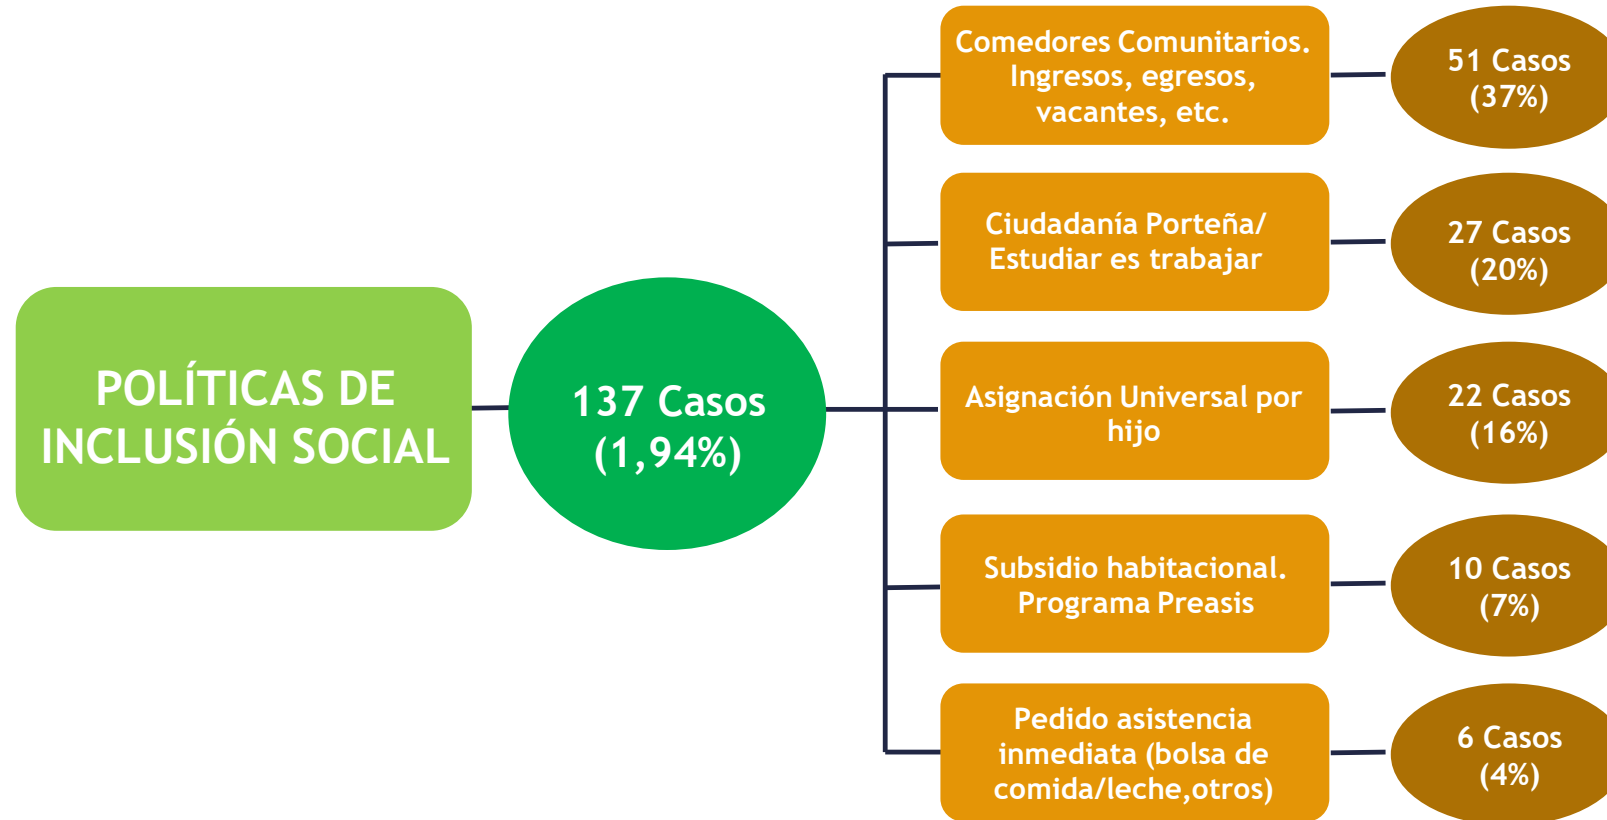 POLÍTICAS DE
INCLUSIÓN SOCIAL
137 Casos
(1,94%)
Comedores Comunitarios.
Ingresos, egresos,
vacantes, etc.
51 Casos
(37%)
Ciudadanía Porteña/
Estudiar es trabajar
27 Casos
(20%)
Asignación Universal por
hijo
22 Casos
(16%)
Subsidio habitacional.
Programa Preasis
10 Casos
(7%)
Pedido asistencia
inmediata (bolsa de
comida/leche,otros)
6 Casos
(4%)